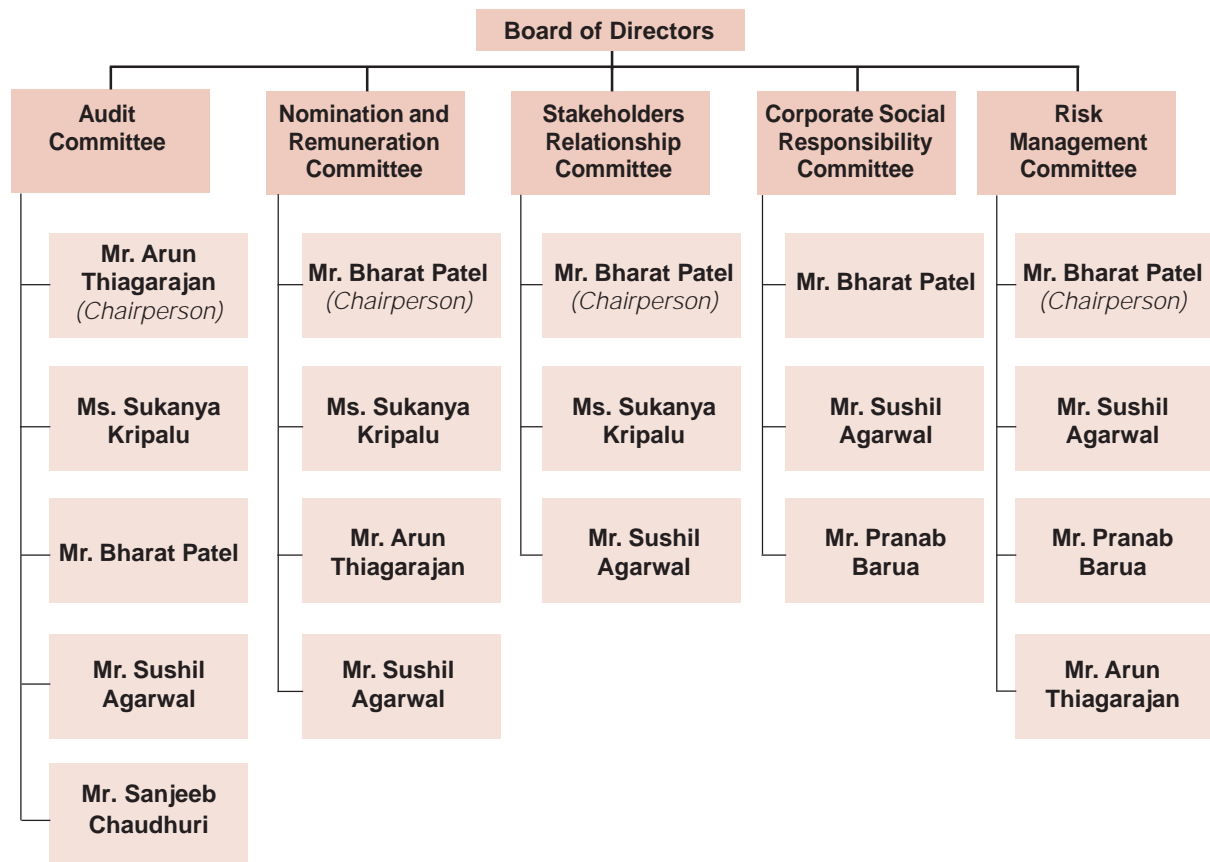 Board of Directors
Audit
Committee
Mr. Arun
Thiagarajan
(Chairperson)
Ms. Sukanya
Kripalu
Mr. Bharat Patel
Mr. Sushil
Agarwal
Mr. Sanjeeb
Chaudhuri
Nomination and
Remuneration
Committee
Mr. Bharat Patel
(Chairperson)
Ms. Sukanya
Kripalu
Mr. Arun
Thiagarajan
Mr. Sushil
Agarwal
Stakeholders
Relationship
Committee
Mr. Bharat Patel
(Chairperson)
Ms. Sukanya
Kripalu
Mr. Sushil
Agarwal
Corporate Social
Responsibility
Committee
Mr. Bharat Patel
Mr. Sushil
Agarwal
Mr. Pranab
Barua
Risk
Management
Committee
Mr. Bharat Patel
(Chairperson)
Mr. Sushil
Agarwal
Mr. Pranab
Barua
Mr. Arun
Thiagarajan